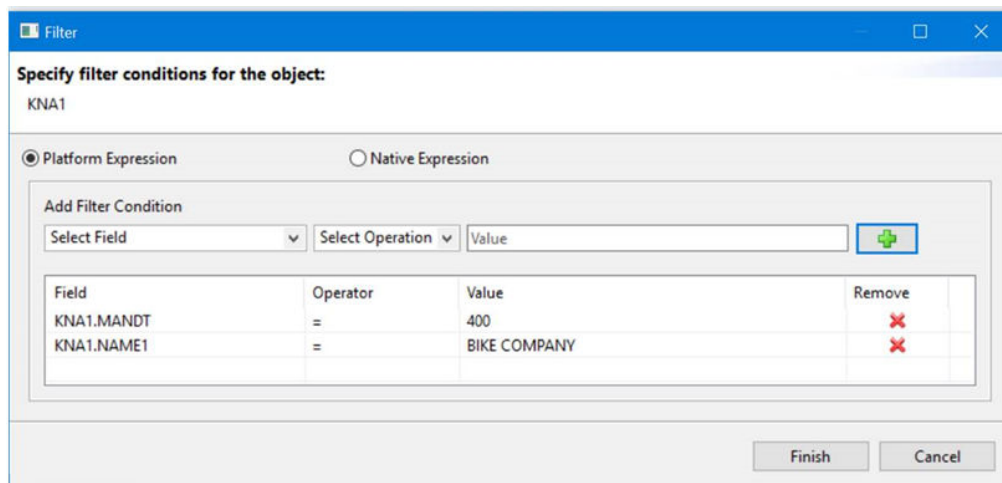 Filter
Specify filter conditions for the object:
KNA1
Platform Expression Native Expression
Add Filter Condition
Select Field Select Operation Value
Field Operator Value Remove
KNA1.MANDT = 400
KNA1.NAME1 = BIKE COMPANY
Finish Cancel